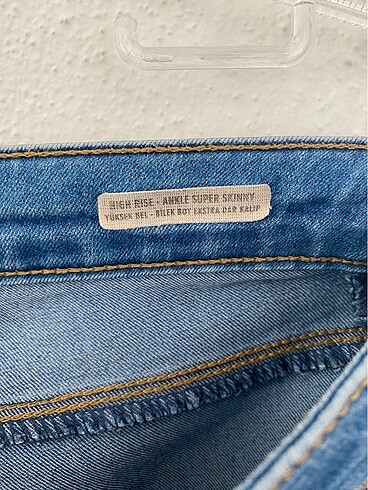 HIGH RISE - ANKLE SUPER SKINNY
YÜKSEK BEL - BİLEK BOY EKSTRA DAR KALIP